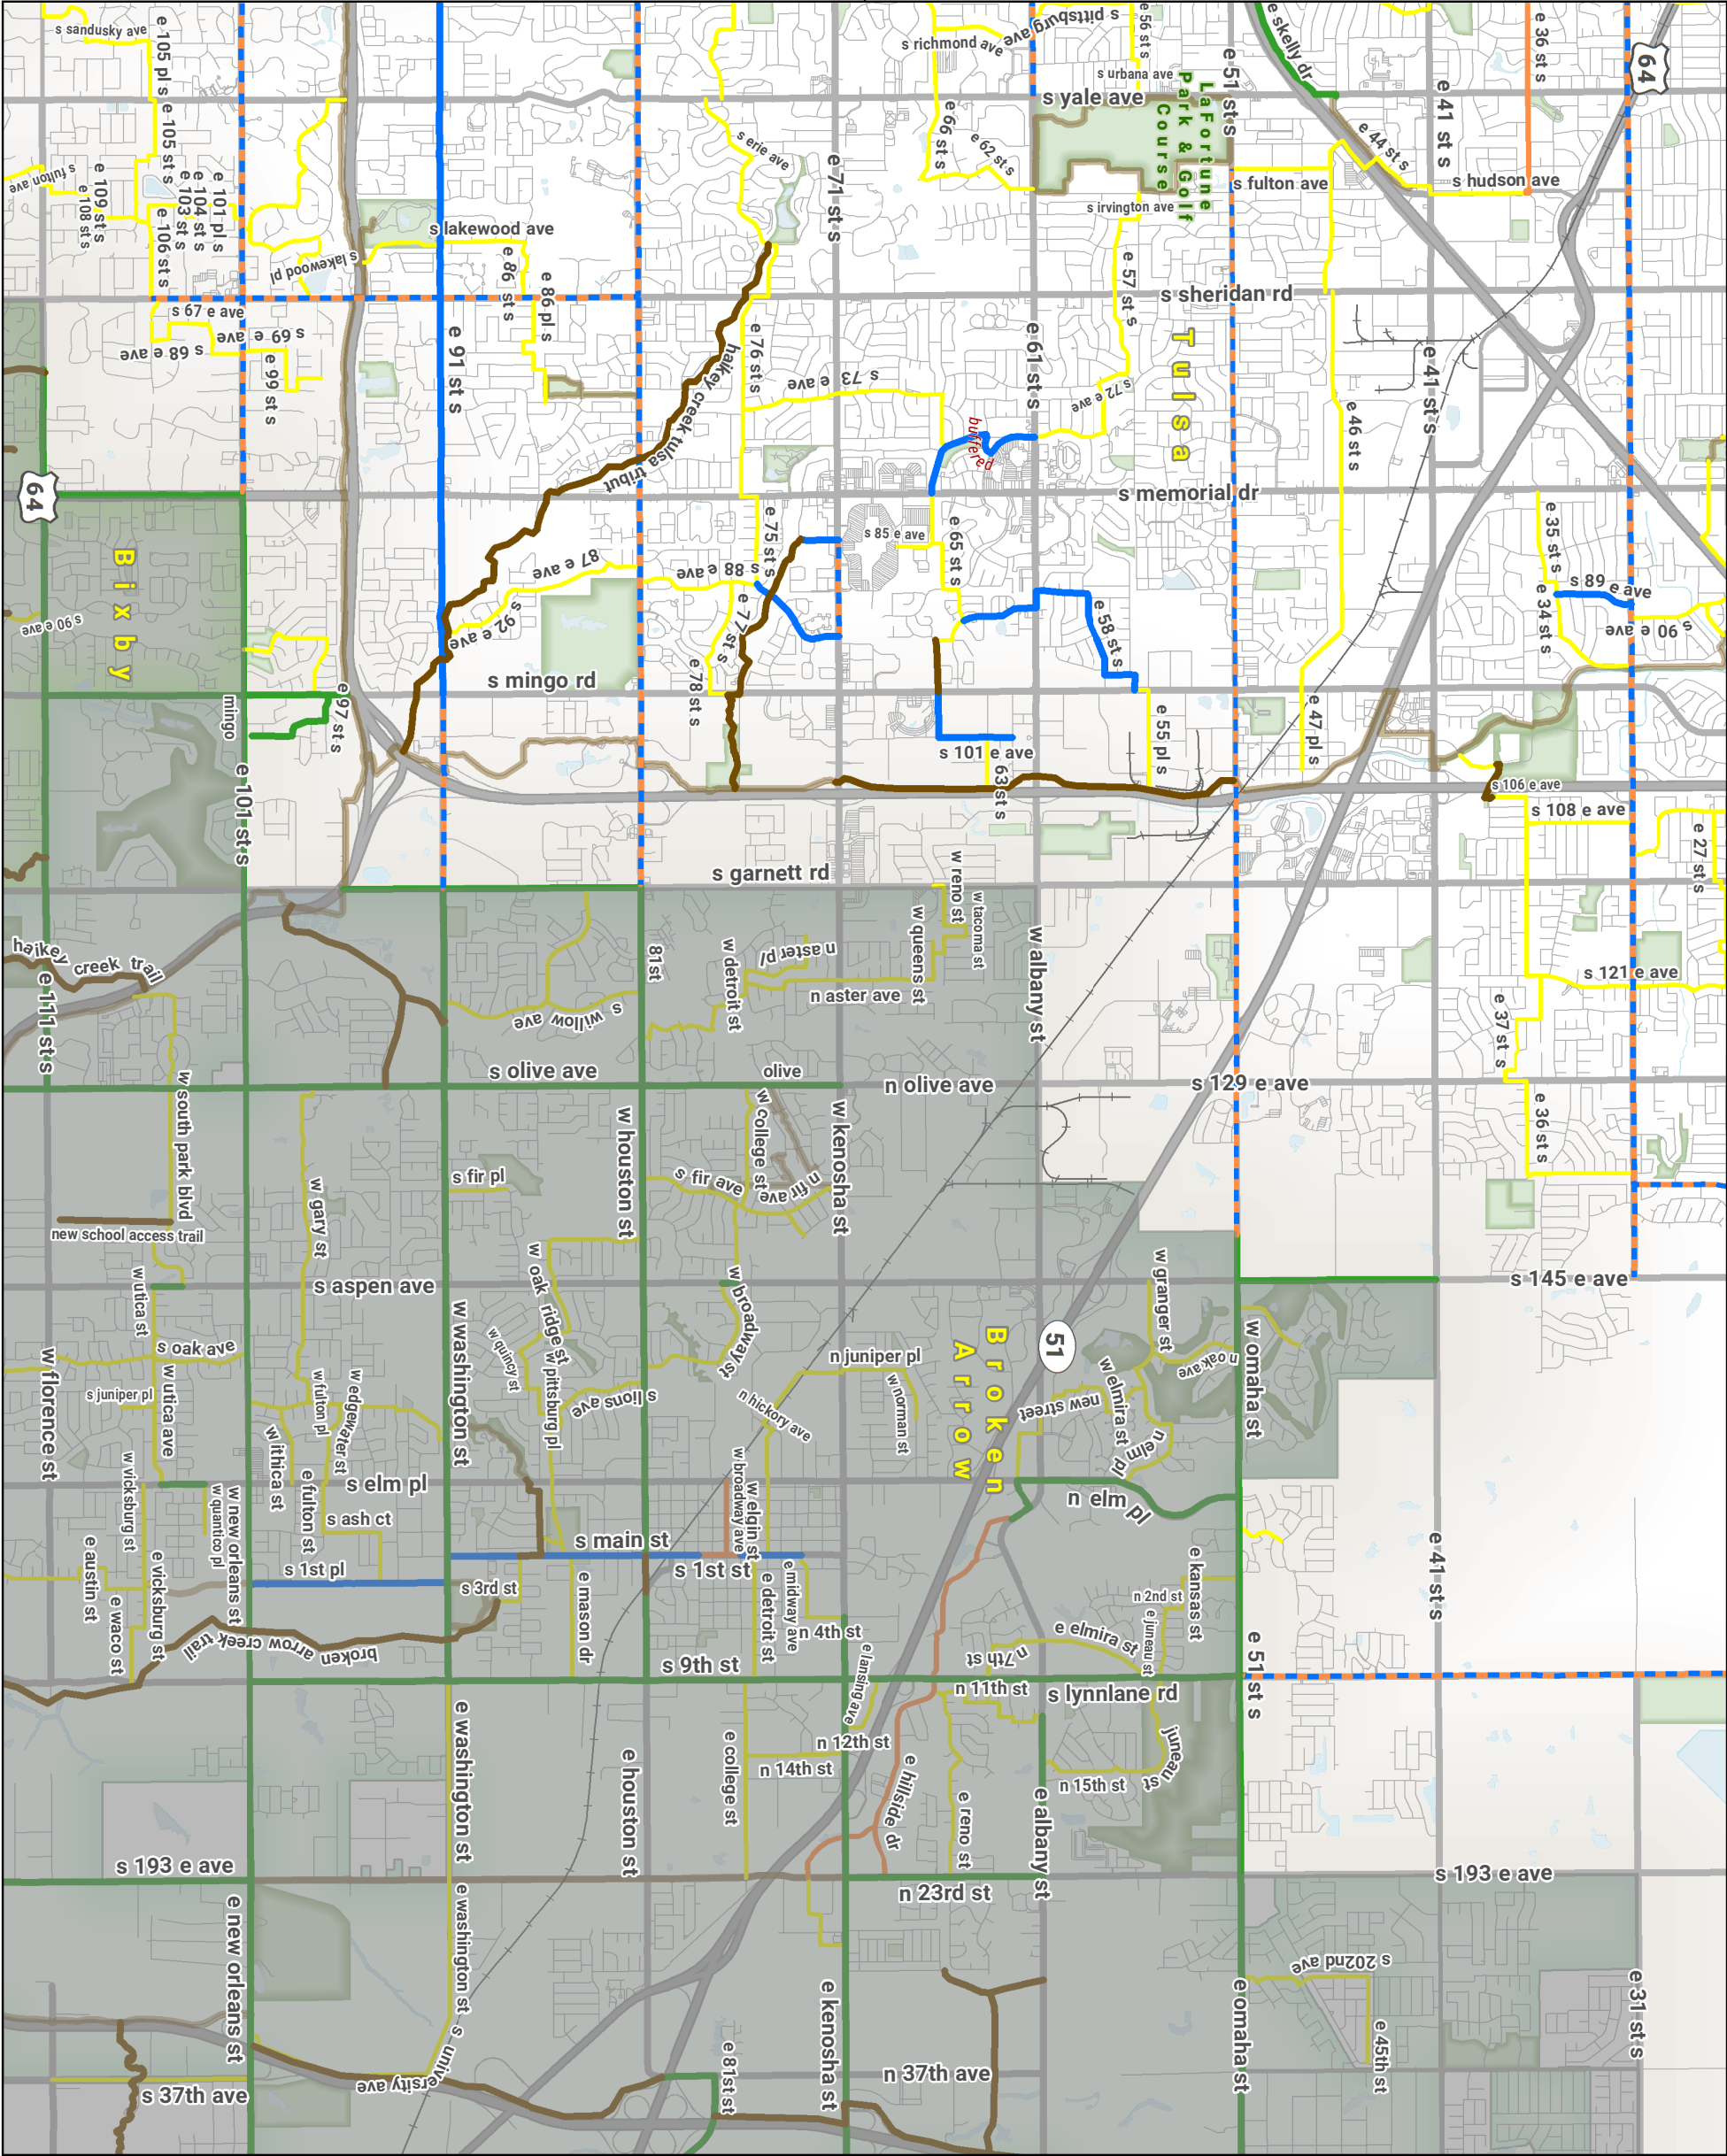 s sandusky ave
e 105 pl s
e 105 st s
s richmond ave
s pittsburg ave
e 56 st s
s urbana ave
e 51 st s
e skelly dr
e 41 st s
e 36 st s
64
s yale ave
LaFortune
Park & Golf
Course
e 66 st s
e 62 st s
s erie ave
e 71 st s
e 44 st s
s hudson ave
s fulton ave
s irvington ave
s fulton ave
e 109 st s
e 108 st s
e 106 st s
e 103 st s
e 104 st s
e 101 pl s
s lakewood ave
s lakewood pl
e 86 st s
e 86 pl s
e 57 st s
s sheridan rd
s 67 e ave
s 69 e ave
s 68 e ave
e 99 st s
e 91 st s
haikey creek tulsa tribut
e 76 st s
s 73 e ave
e 61 st s
s 72 e ave
Tulsa
e 41 st s
e 46 st s
buffered
s memorial dr
64
Bixby
s 90 e ave
s 87 e ave
s 88 e ave
e 75 st s
s 85 e ave
e 65 st s
e 35 st s
s 89 e ave
e 34 st s
s 90 e ave
s 92 e ave
e 77 st s
e 78 st s
e 58 st s
s mingo rd
mingo
e 97 st s
e 55 pl s
e 47 pl s
s 101 e ave
63 st s
s 106 e ave
s 108 e ave
e 27 st s
e 101 st s
s garnett rd
w reno st
w tacoma st
w queens st
w albany st
haikey creek trail
e 111 st s
81st
w detroit st
n aster pl
n aster ave
s willow ave
s 121 e ave
e 37 st s
s olive ave
olive
n olive ave
s 129 e ave
w south park blvd
w houston st
w college st
w kenosha st
e 36 st s
s fir pl
s fir ave
n fir ave
new school access trail
w gary st
s aspen ave
s 145 e ave
w utica st
w oak ridge st
w broadway st
w granger st
w washington st
w quincy st
w pittsburg pl
s oak ave
w florence st
w utica ave
s juniper pl
w fulton pl
w edgewater st
s lions ave
n juniper pl
w norman st
n hickory ave
Broken
Arrow
51
n oak ave
w omaha st
new street
w elmira st
n elm pl
w ithica st
s elm pl
w vicksburg st
w quantico pl
w new orleans st
e fulton st
s ash ct
w broadway ave
w elgin st
n elm pl
s main st
s 1st st
s 1st pl
s 3rd st
e 41 st s
e austin st
e waco st
e vicksburg st
e mason dr
e detroit st
e midway ave
n 4th st
e kansas st
n 2nd st
e juneau st
e elmira st
n 7th st
broken arrow creek trail
s 9th st
e lansing ave
n 11th st
s lynnlane rd
e 51 st s
e washington st
e houston st
e college st
n 12th st
n 14th st
e hillside dr
e reno st
n 15th st
juneau st
e albany st
s 193 e ave
n 23rd st
s 193 e ave
e new orleans st
e washington st
e kenosha st
s 202nd ave
e omaha st
e 45th st
e 31 st s
s university ave
s 37th ave
e 81st st
n 37th ave